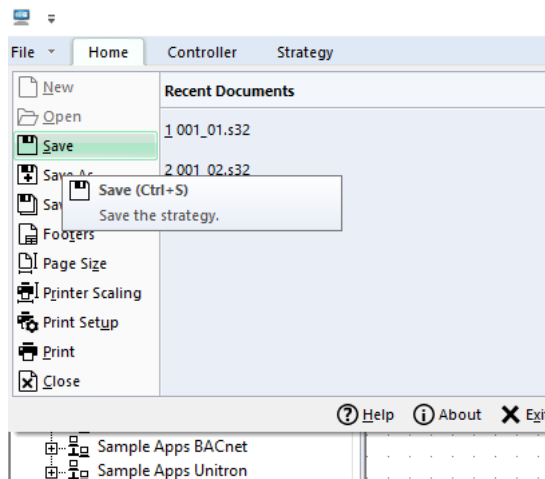 File Home Controller Strategy
New
Recent Documents
Open
1 001_01.s32
Save
2 001_02.s32
Save As
Save (Ctrl+S)
Save the strategy.
Footers
Page Size
Printer Scaling
Print Setup
Print
Close
Help About
Sample Apps BACnet
Sample Apps Unitron